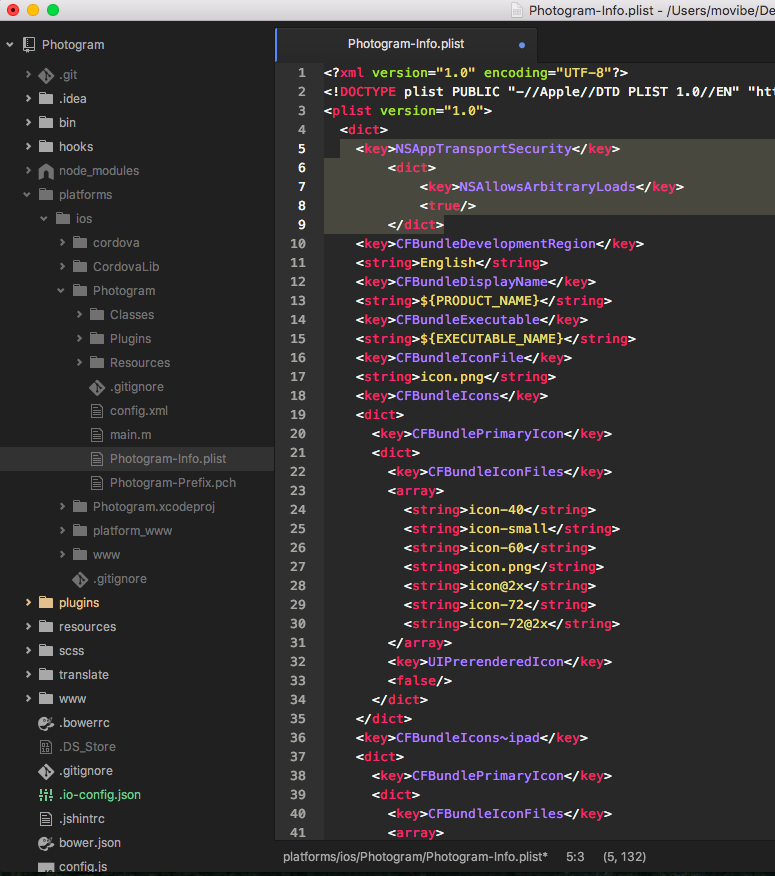 Photogram-Info.plist - /Users/movibe/De
Photogram
.git
.idea
bin
hooks
node_modules
platforms
ios
cordova
CordovaLib
Photogram
Classes
Plugins
Resources
.gitignore
config.xml
main.m
Photogram-Info.plist
Photogram-Prefix.pch
Photogram.xcodeproj
platform_www
www
.gitignore
plugins
resources
scss
translate
www
.bowerrc
.DS_Store
.gitignore
.io-config.json
.jshintrc
bower.json
config.js
Photogram-Info.plist
1 <?xml version="1.0" encoding="UTF-8"?>
2 <!DOCTYPE plist PUBLIC "-//Apple//DTD PLIST 1.0//EN" "htt
3 <plist version="1.0">
4 <dict>
5 <key>NSAppTransportSecurity</key>
6 <dict>
7 <key>NSAllowsArbitraryLoads</key>
8 <true/>
9 </dict>
10 <key>CFBundleDevelopmentRegion</key>
11 <string>English</string>
12 <key>CFBundleDisplayName</key>
13 <string>${PRODUCT_NAME}</string>
14 <key>CFBundleExecutable</key>
15 <string>${EXECUTABLE_NAME}</string>
16 <key>CFBundleIconFile</key>
17 <string>icon.png</string>
18 <key>CFBundleIcons</key>
19 <dict>
20 <key>CFBundlePrimaryIcon</key>
21 <dict>
22 <key>CFBundleIconFiles</key>
23 <array>
24 <string>icon-40</string>
25 <string>icon-small</string>
26 <string>icon-60</string>
27 <string>icon.png</string>
28 <string>icon@2x</string>
29 <string>icon-72</string>
30 <string>icon-72@2x</string>
31 </array>
32 <key>UIPrerenderedIcon</key>
33 <false/>
34 </dict>
35 </dict>
36 <key>CFBundleIcons~ipad</key>
37 <dict>
38 <key>CFBundlePrimaryIcon</key>
39 <dict>
40 <key>CFBundleIconFiles</key>
41 <array>
platforms/ios/Photogram/Photogram-Info.plist* 5:3 (5, 132)